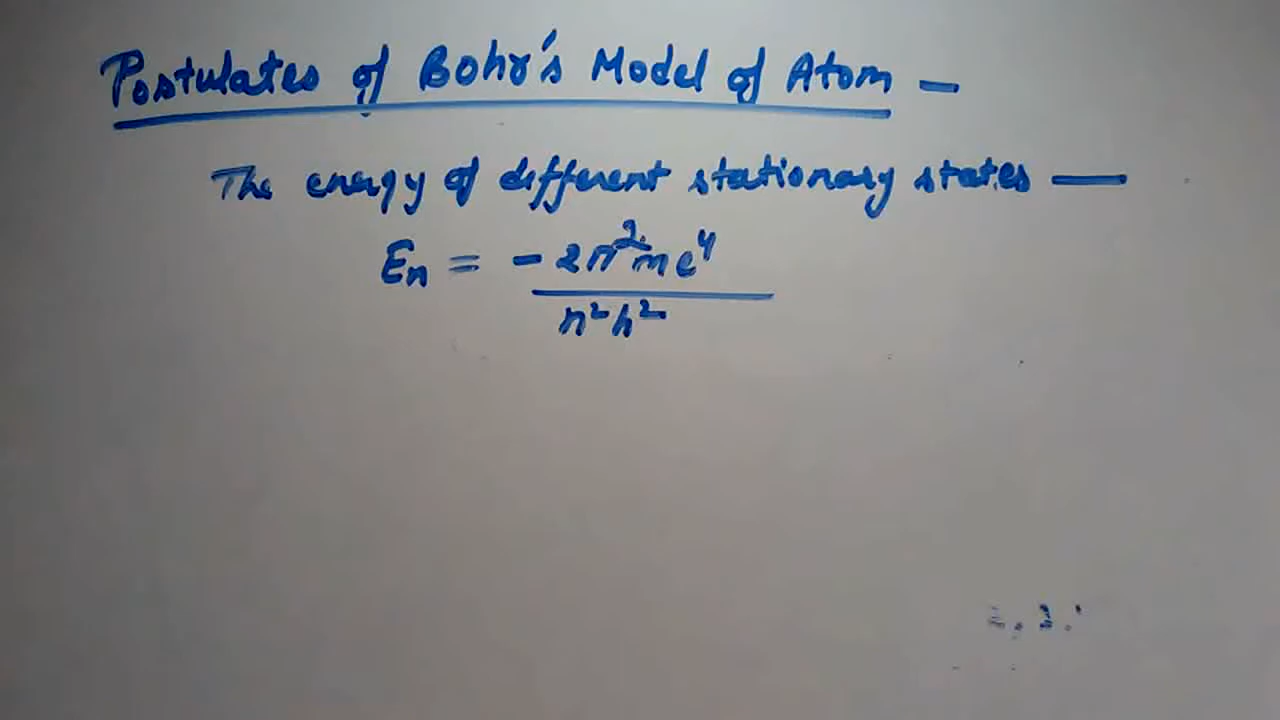 Postulates of Bohr's Model of Atom —
The energy of different stationary states —
En = - 2π²me⁴
n²h²